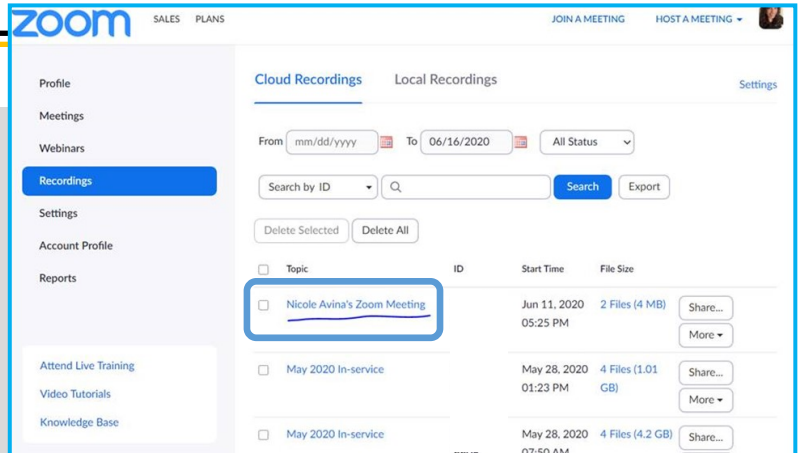 zoom SALES PLANS JOIN A MEETING HOST A MEETING
Profile
Meetings
Webinars
Recordings
Settings
Account Profile
Reports
Attend Live Training
Video Tutorials
Knowledge Base
Cloud Recordings Local Recordings Settings
From mm/dd/yyyy To 06/16/2020 All Status
Search by ID Search Export
Delete Selected Delete All
Topic ID Start Time File Size
Nicole Avina's Zoom Meeting Jun 11, 2020 2 Files (4 MB) Share...
05:25 PM More
May 2020 In-service May 28, 2020 4 Files (1.01 Share...
01:23 PM GB) More
May 2020 In-service May 28, 2020 4 Files (4.2 GB) Share...
07:50 AM